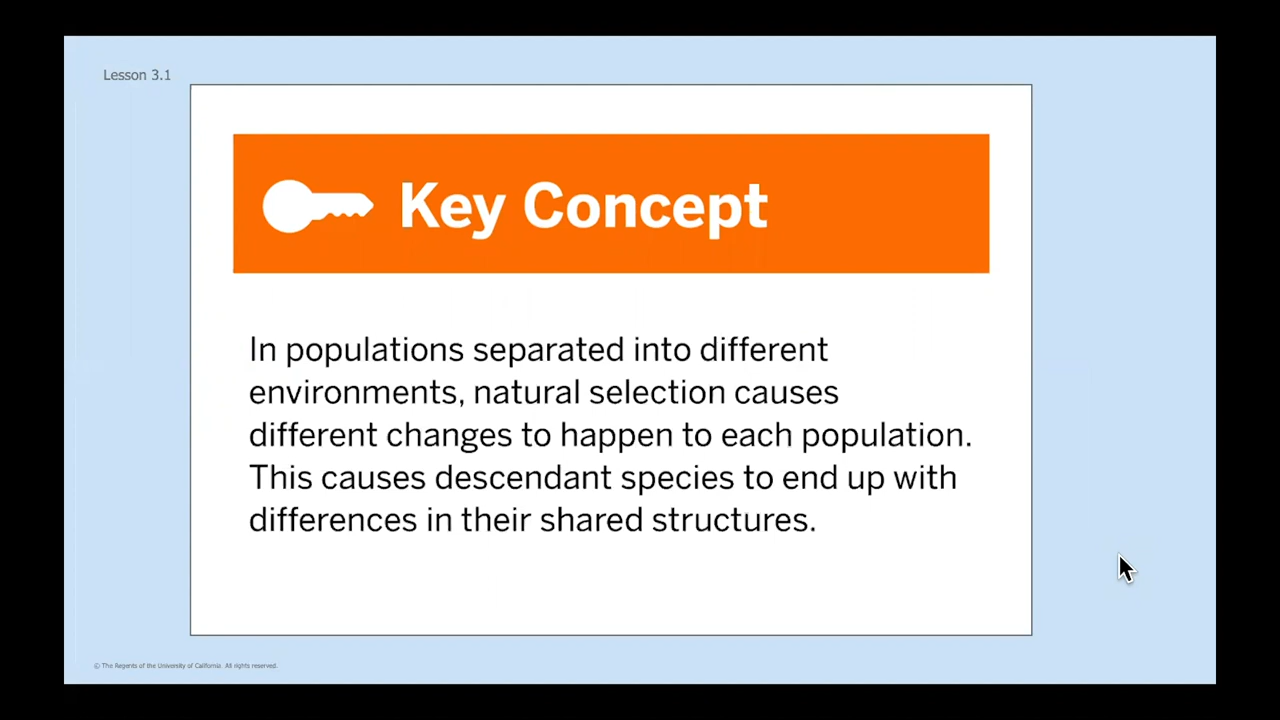 Lesson 3.1
Key Concept
In populations separated into different
environments, natural selection causes
different changes to happen to each population.
This causes descendant species to end up with
differences in their shared structures.
© The Regents of the University of California. All rights reserved.